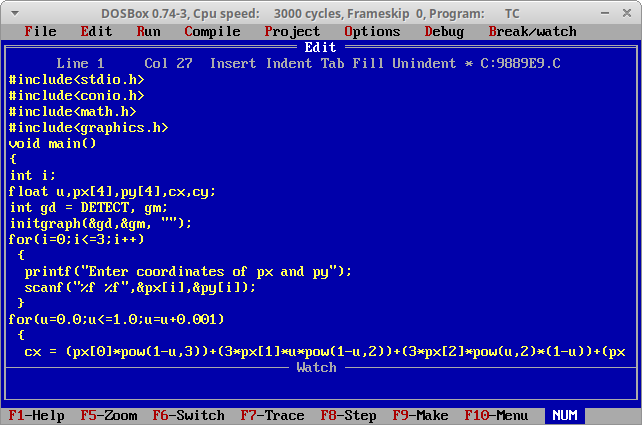 DOSBox 0.74-3, Cpu speed: 3000 cycles, Frameskip 0, Program: TC
File Edit Run Compile Project Options Debug Break/watch
Edit
Line 1 Col 27 Insert Indent Tab Fill Unindent * C:9889E9.C
#include<stdio.h>
#include<conio.h>
#include<math.h>
#include<graphics.h>
void main()
{
int i;
float u,px[4],py[4],cx,cy;
int gd = DETECT, gm;
initgraph(&gd,&gm, "");
for(i=0;i<=3;i++)
{
printf("Enter coordinates of px and py");
scanf("%f %f",&px[i],&py[i]);
}
for(u=0.0;u<=1.0;u=u+0.001)
{
cx = (px[0]*pow(1-u,3))+(3*px[1]*u*pow(1-u,2))+(3*px[2]*pow(u,2)*(1-u))+(px
Watch
F1-Help F5-Zoom F6-Switch F7-Trace F8-Step F9-Make F10-Menu NUM